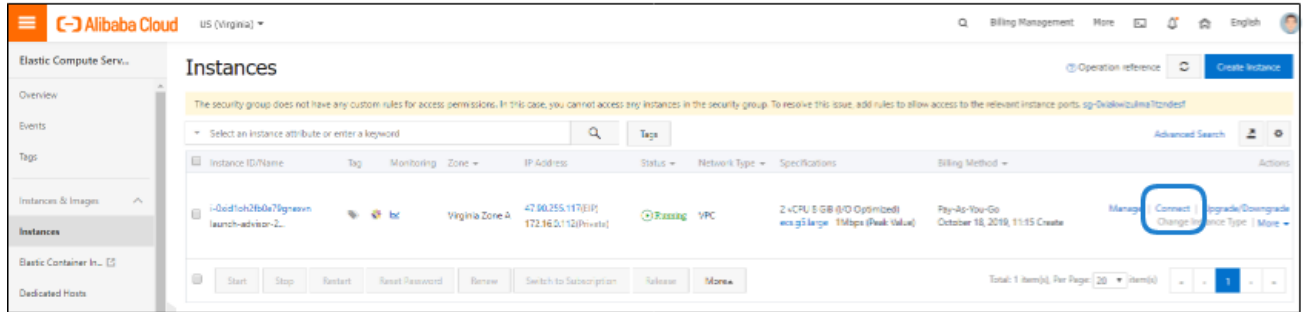 Alibaba Cloud US (Virginia) Billing Management More English
Elastic Compute Serv...
Overview
Events
Tags
Instances & Images
Instances
Elastic Container In...
Dedicated Hosts
Instances
Operation reference Create Instance
The security group does not have any custom rules for access permissions. In this case, you cannot access any instances in the security group. To resolve this issue, add rules to allow access to the relevant instance ports.
Select an instance attribute or enter a keyword Tags Advanced Search
Instance ID/Name Tag Monitoring Zone IP Address Status Network Type Specifications Billing Method Actions
launch-advisor-2... Virginia Zone A 47.90.255.117(EIP) Running VPC 2 vCPU 8 GB (I/O Optimized) Pay-As-You-Go Manage | Connect | Upgrade/Downgrade
172.16.0.112(Private) ecs.g5.large 1Mbps (Peak Value) October 18, 2019, 11:15 Create Change Instance Type | More
Start Stop Restart Reset Password Renew Switch to Subscription Release More Total: 1 item(s), Per Page: 20 item(s) « ‹ 1 › »